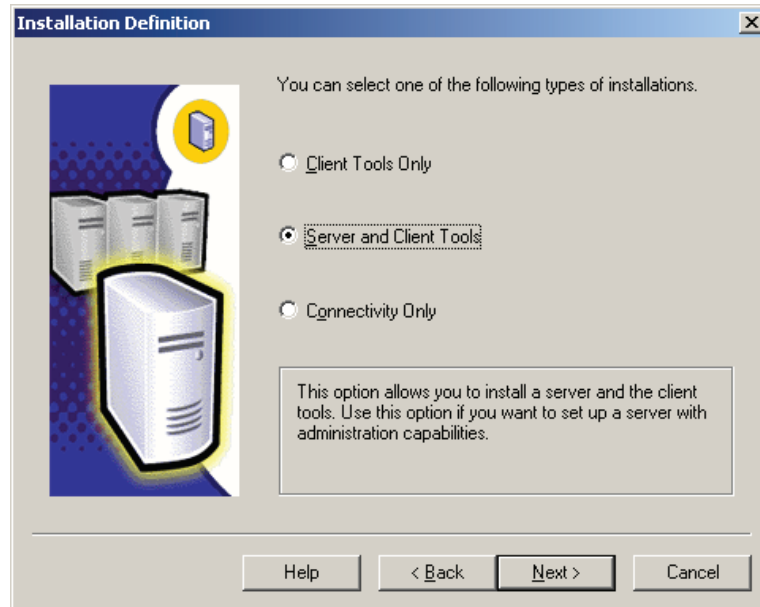 Installation Definition
You can select one of the following types of installations.
Client Tools Only
Server and Client Tools
Connectivity Only
This option allows you to install a server and the client
tools. Use this option if you want to set up a server with
administration capabilities.
Help
< Back
Next >
Cancel